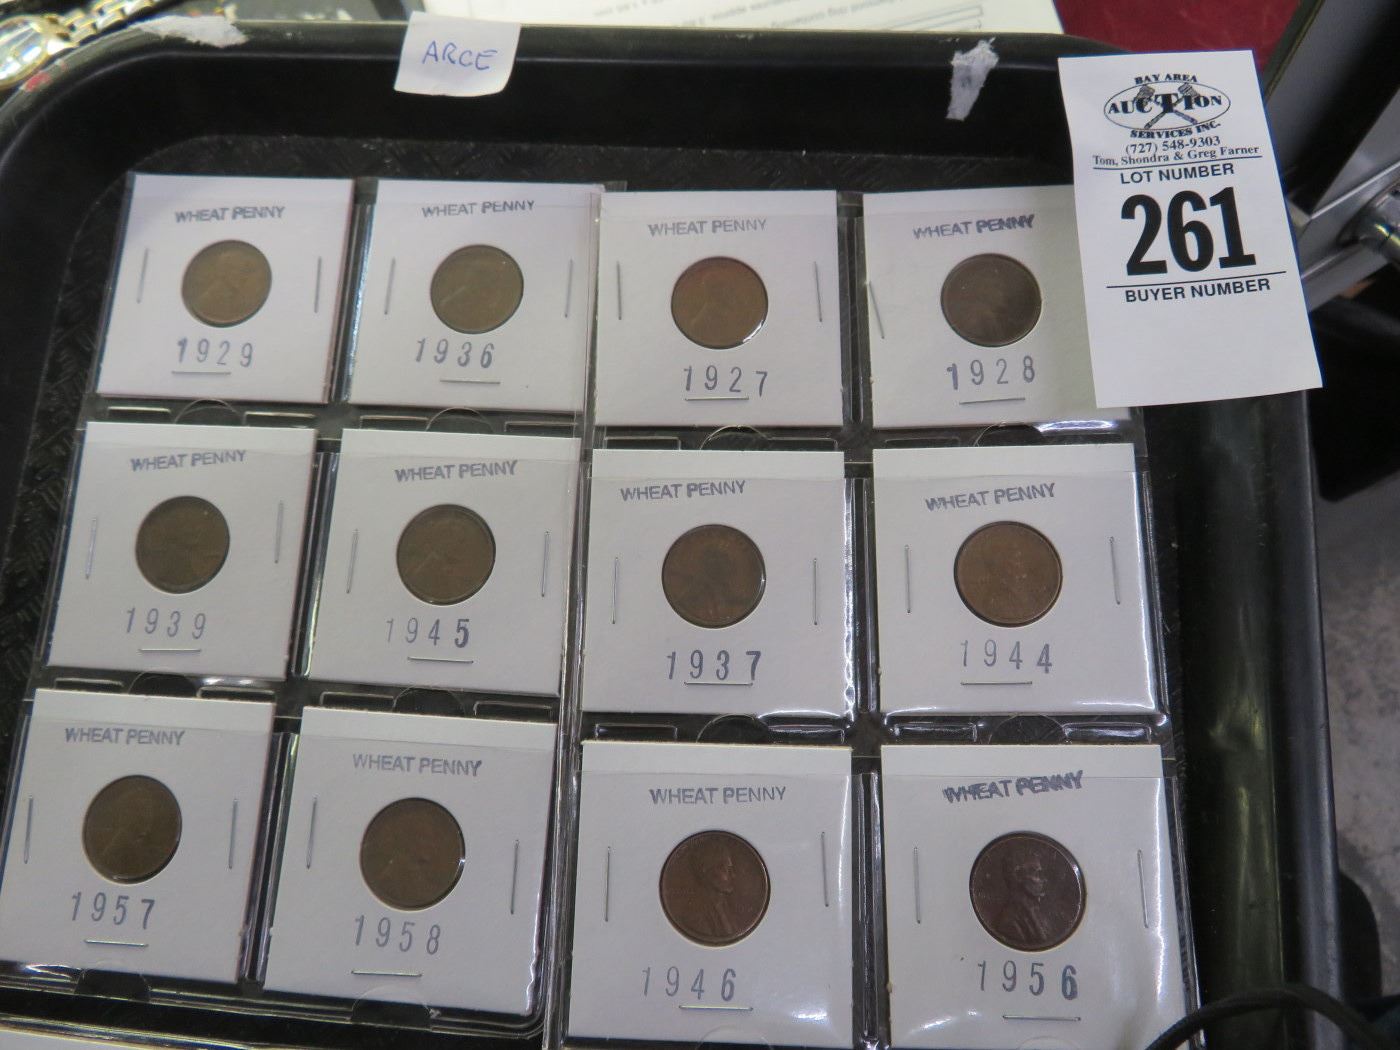 ARCE
BAY AREA
AUCTION
SERVICES INC.
(727) 548-9303
Tom, Shondra & Greg Farner
LOT NUMBER
261
BUYER NUMBER
WHEAT PENNY
1929
WHEAT PENNY
1936
WHEAT PENNY
1927
WHEAT PENNY
1928
WHEAT PENNY
1939
WHEAT PENNY
1945
WHEAT PENNY
1937
WHEAT PENNY
1944
WHEAT PENNY
1957
WHEAT PENNY
1958
WHEAT PENNY
1946
WHEAT PENNY
1956